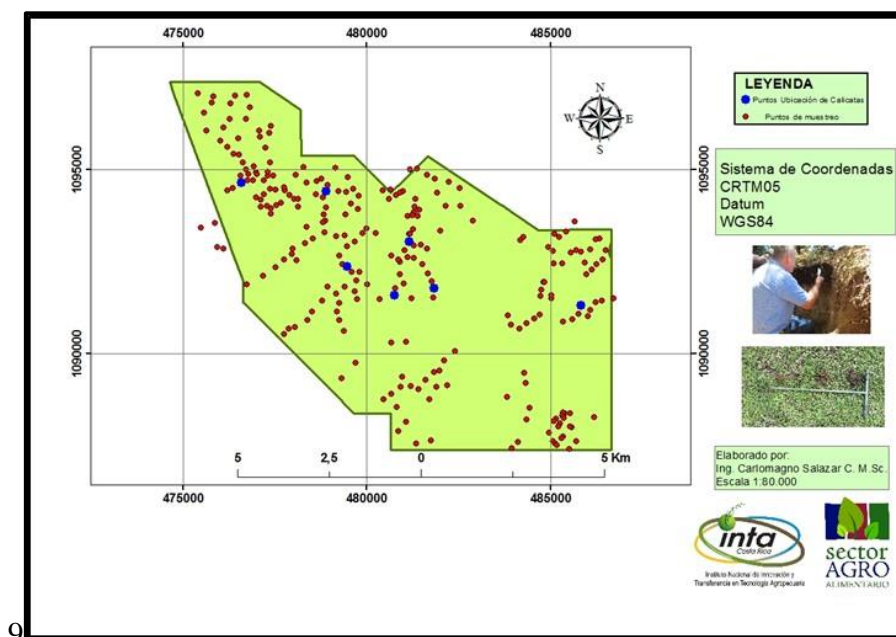 475000 480000 485000
N
W E
S
LEYENDA
Puntos Ubicación de Calicatas
Puntos de muestreo
1095000 1095000
Sistema de Coordenadas
CRTM05
Datum
WGS84
1090000 1090000
5 2,5 0 5 Km
475000 480000 485000
Elaborado por:
Ing. Carlomagno Salazar C. M.Sc.
Escala 1:80.000
inta
Costa Rica
Instituto Nacional de Innovación y
Transferencia en Tecnología Agropecuaria
sector
AGRO
ALIMENTARIO
9